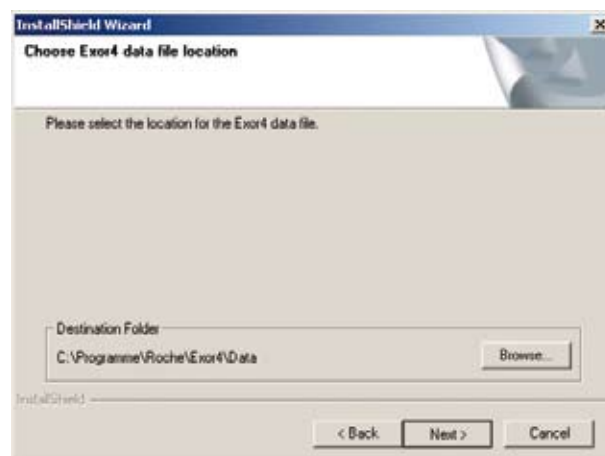 InstallShield Wizard
Choose Exor4 data file location
Please select the location for the Exor4 data file.
Destination Folder
C:\Programme\Roche\Exor4\Data
Browse...
InstallShield
< Back
Next >
Cancel